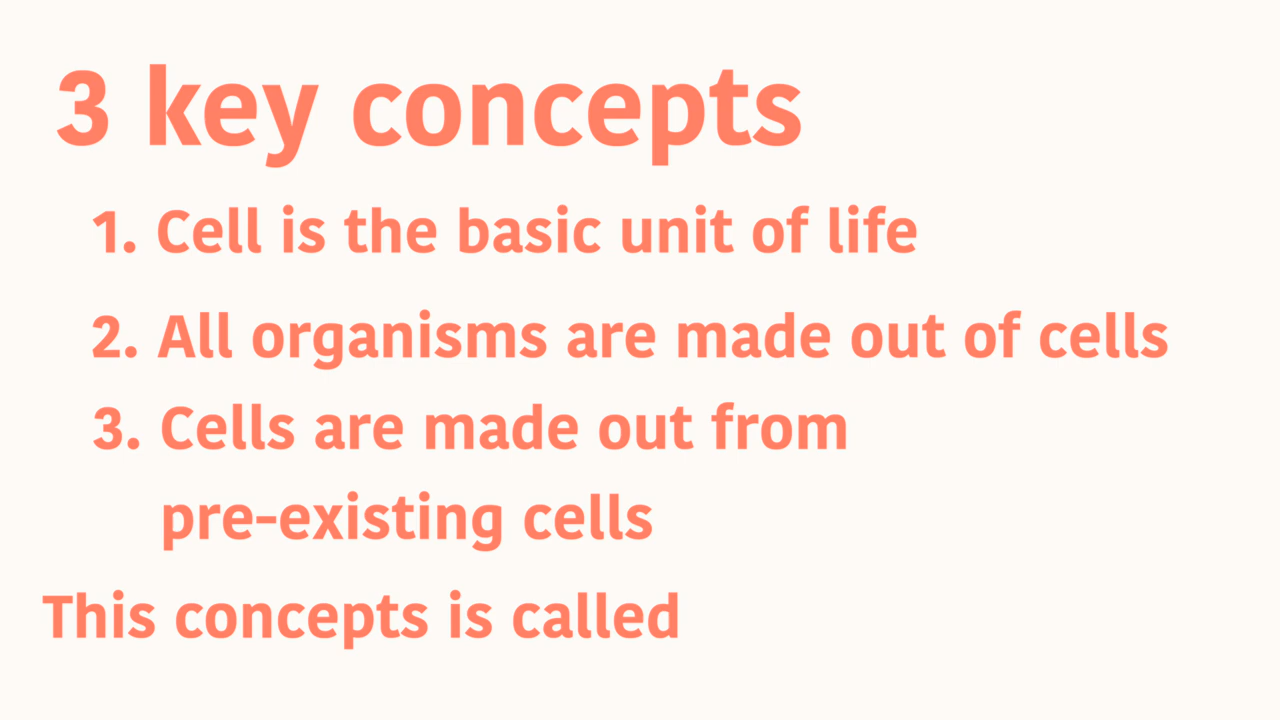 3 key concepts
1. Cell is the basic unit of life
2. All organisms are made out of cells
3. Cells are made out from
pre-existing cells
This concepts is called